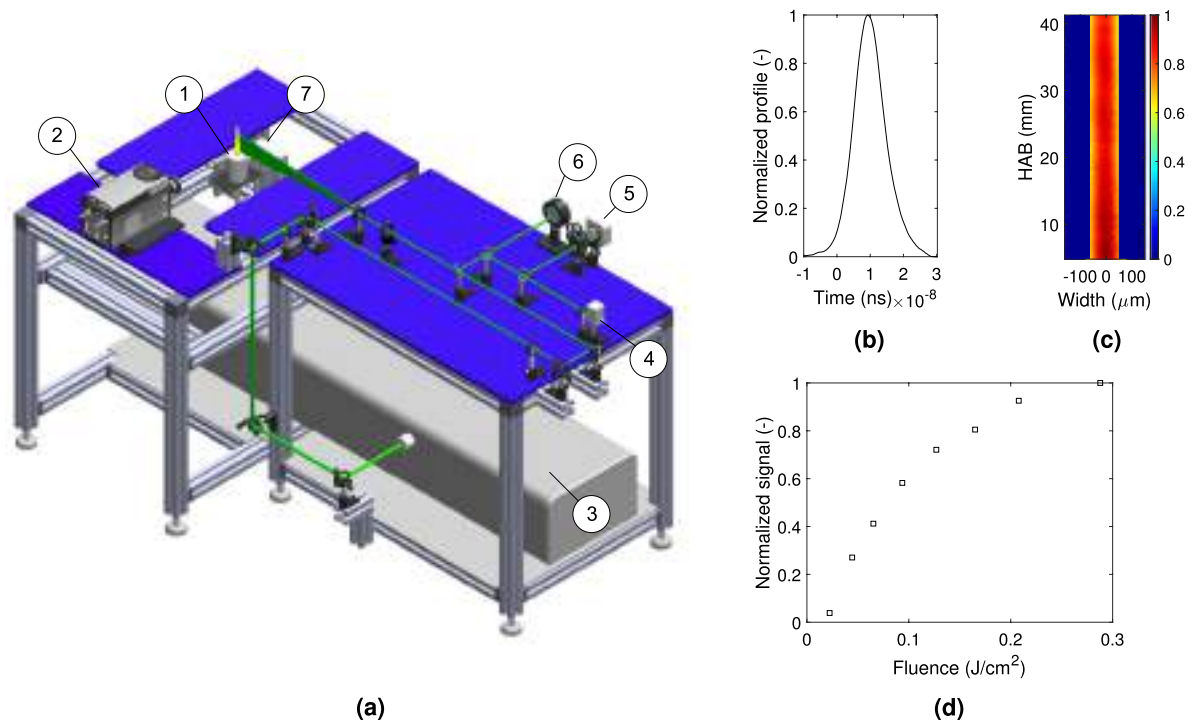 1
7
2
6
5
4
3
(a)
1
0.8
0.6
0.4
0.2
0
Normalized profile (-)
-1 0 1 2 3
Time (ns)×10⁻⁸
(b)
40
30
20
10
HAB (mm)
-100 0 100
Width (μm)
1
0.8
0.6
0.4
0.2
0
(c)
1
0.8
0.6
0.4
0.2
0
Normalized signal (-)
0 0.1 0.2 0.3
Fluence (J/cm²)
(d)